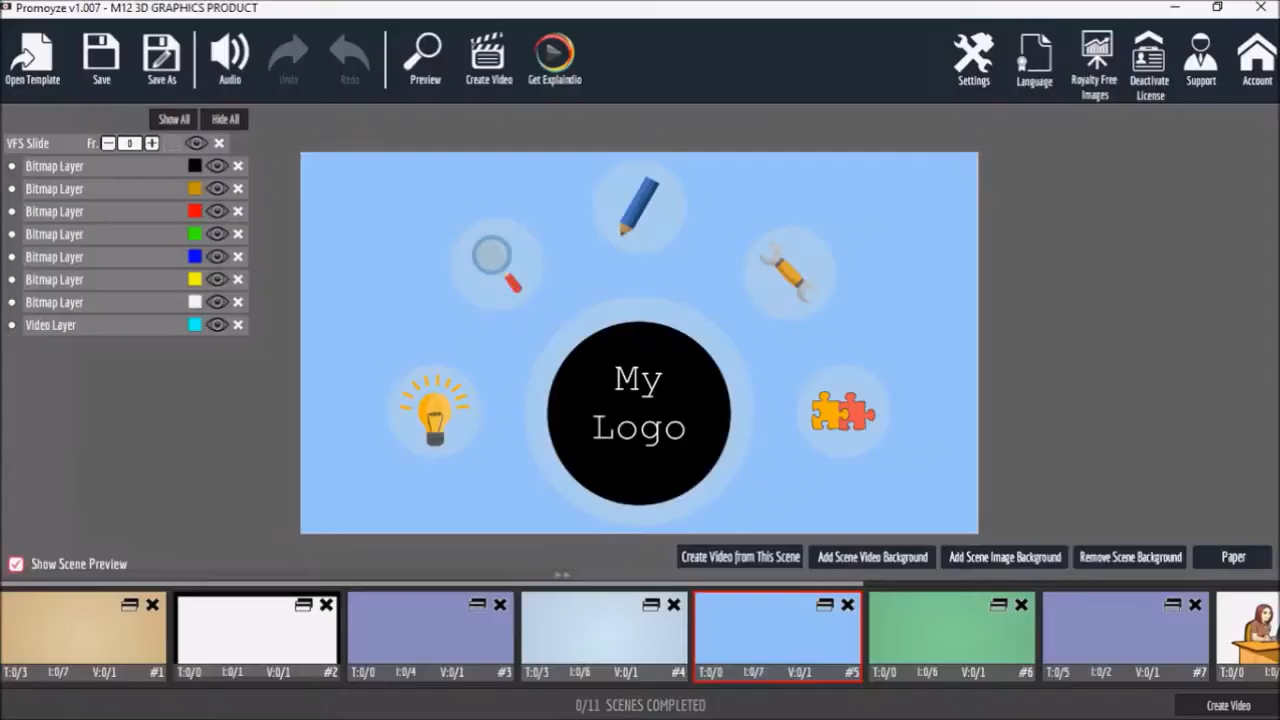 Promoyze v1.007 - M12 3D GRAPHICS PRODUCT
Open Template
Save
Save As
Audio
Undo
Redo
Preview
Create Video
Get Explaindio
Settings
Language
Royalty Free
Images
Deactivate
License
Support
Account
Show All
Hide All
VFS Slide Fr. 0
Bitmap Layer
Bitmap Layer
Bitmap Layer
Bitmap Layer
Bitmap Layer
Bitmap Layer
Bitmap Layer
Video Layer
My
Logo
Show Scene Preview
Create Video from This Scene
Add Scene Video Background
Add Scene Image Background
Remove Scene Background
Paper
T:0/3 I:0/7 V:0/1 #1
T:0/0 I:0/1 V:0/1 #2
T:0/0 I:0/4 V:0/1 #3
T:0/3 I:0/6 V:0/1 #4
T:0/0 I:0/7 V:0/1 #5
T:0/0 I:0/6 V:0/1 #6
T:0/5 I:0/2 V:0/1 #7
T:0/0
0/11 SCENES COMPLETED
Create Video